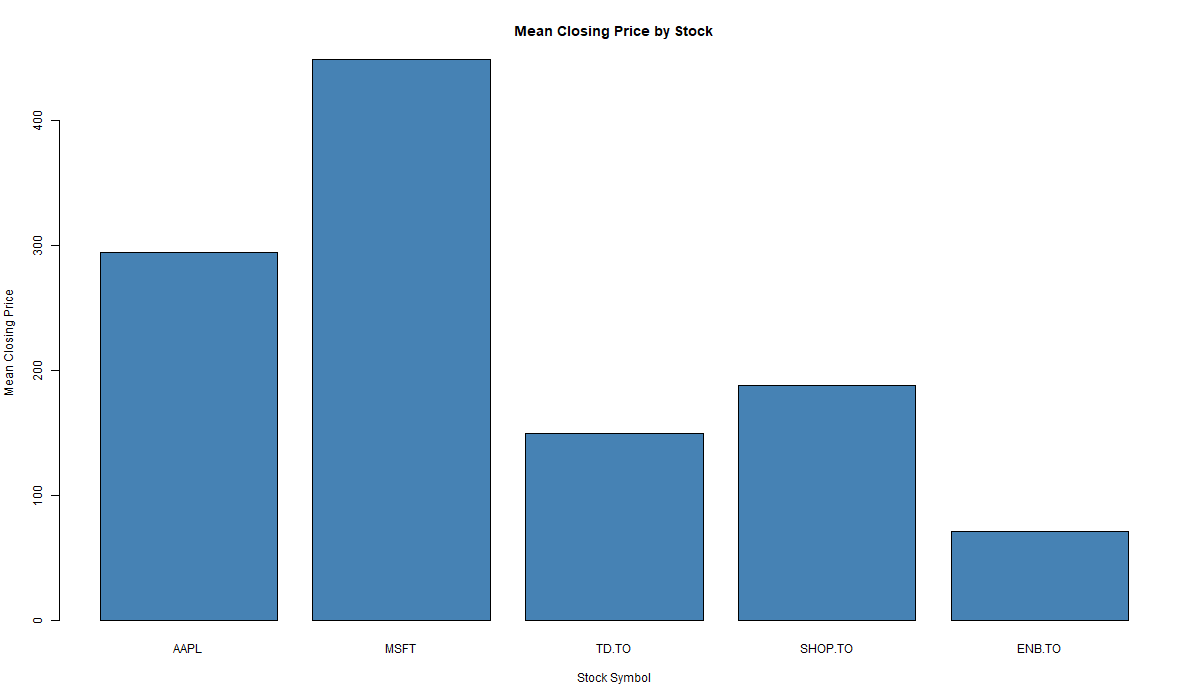 Mean Closing Price by Stock
Mean Closing Price
400
300
200
100
0
AAPL MSFT TD.TO SHOP.TO ENB.TO
Stock Symbol